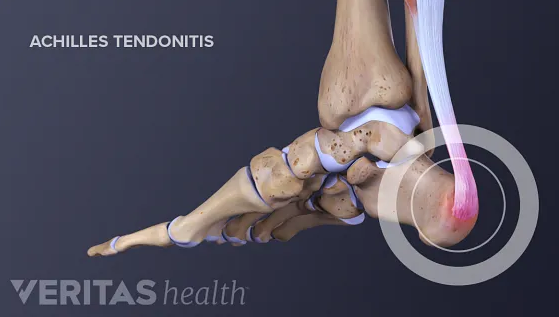 ACHILLES TENDONITIS
VERITAS health